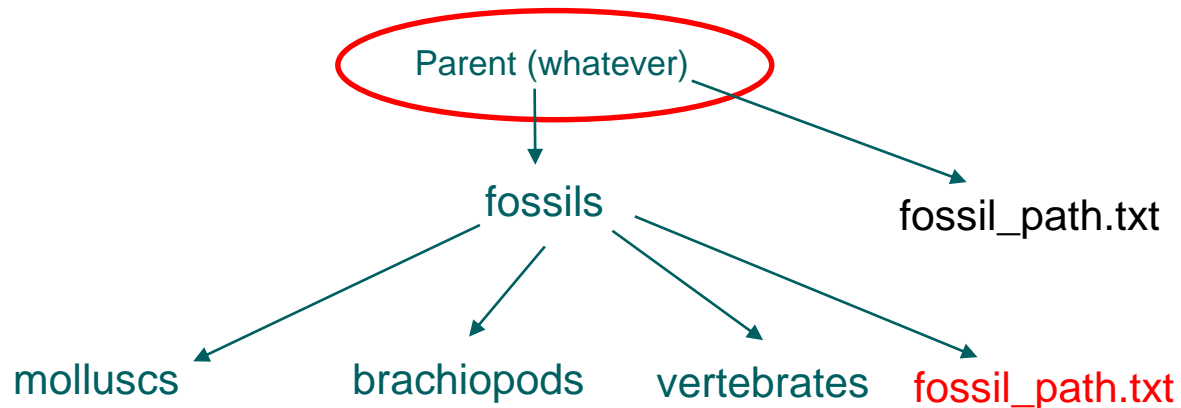 Parent (whatever)
fossils
fossil_path.txt
molluscs
brachiopods
vertebrates
fossil_path.txt